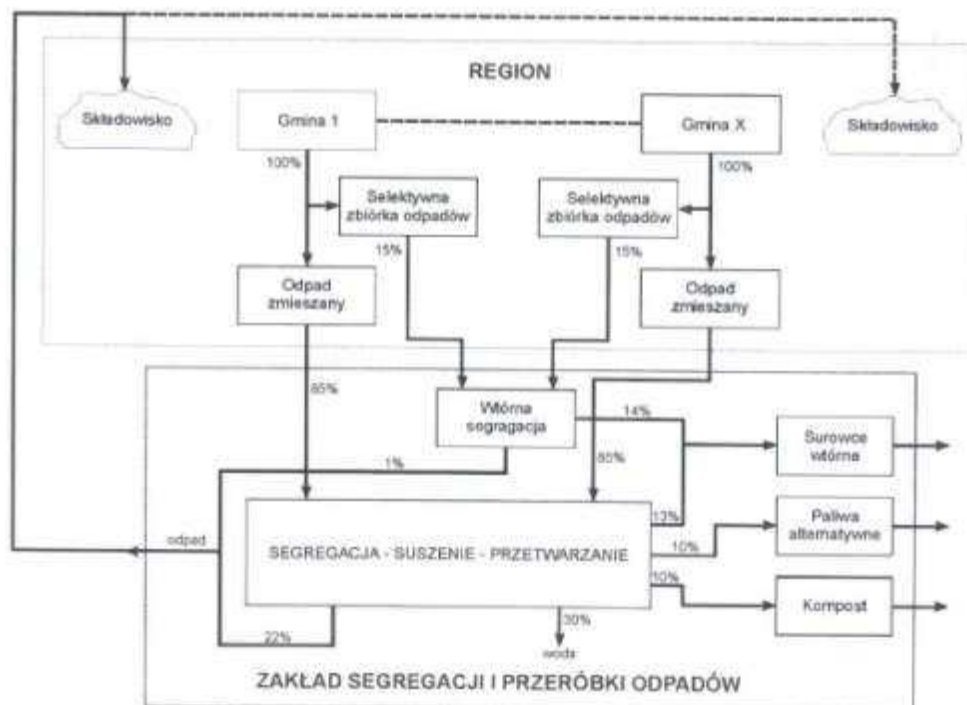 REGION
Składowisko
Gmina 1
Gmina X
Składowisko
100%
100%
Selektywna
zbiórka odpadów
Selektywna
zbiórka odpadów
15%
15%
Odpad
zmieszany
Odpad
zmieszany
85%
Wtórna
segragacja
14%
Surowce
wtórne
1%
85%
13%
odpad
SEGREGACJA - SUSZENIE - PRZETWARZANIE
10%
Paliwa
alternatywne
10%
Kompost
22%
30%
woda
ZAKŁAD SEGREGACJI I PRZERÓBKI ODPADÓW